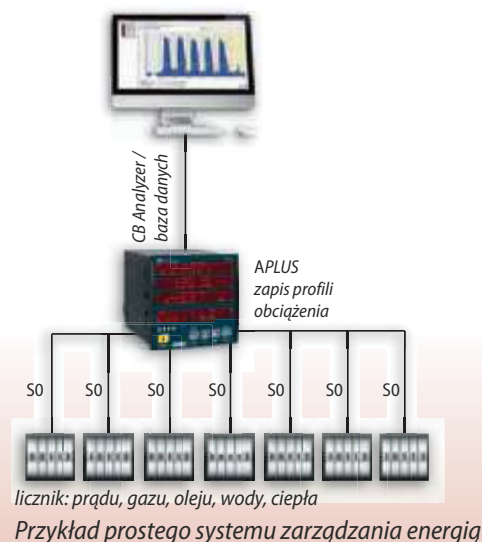 CB Analyzer /
baza danych
APLUS
zapis profili
obciążenia
S0 S0 S0 S0 S0 S0 S0
licznik: prądu, gazu, oleju, wody, ciepła
Przykład prostego systemu zarządzania energią